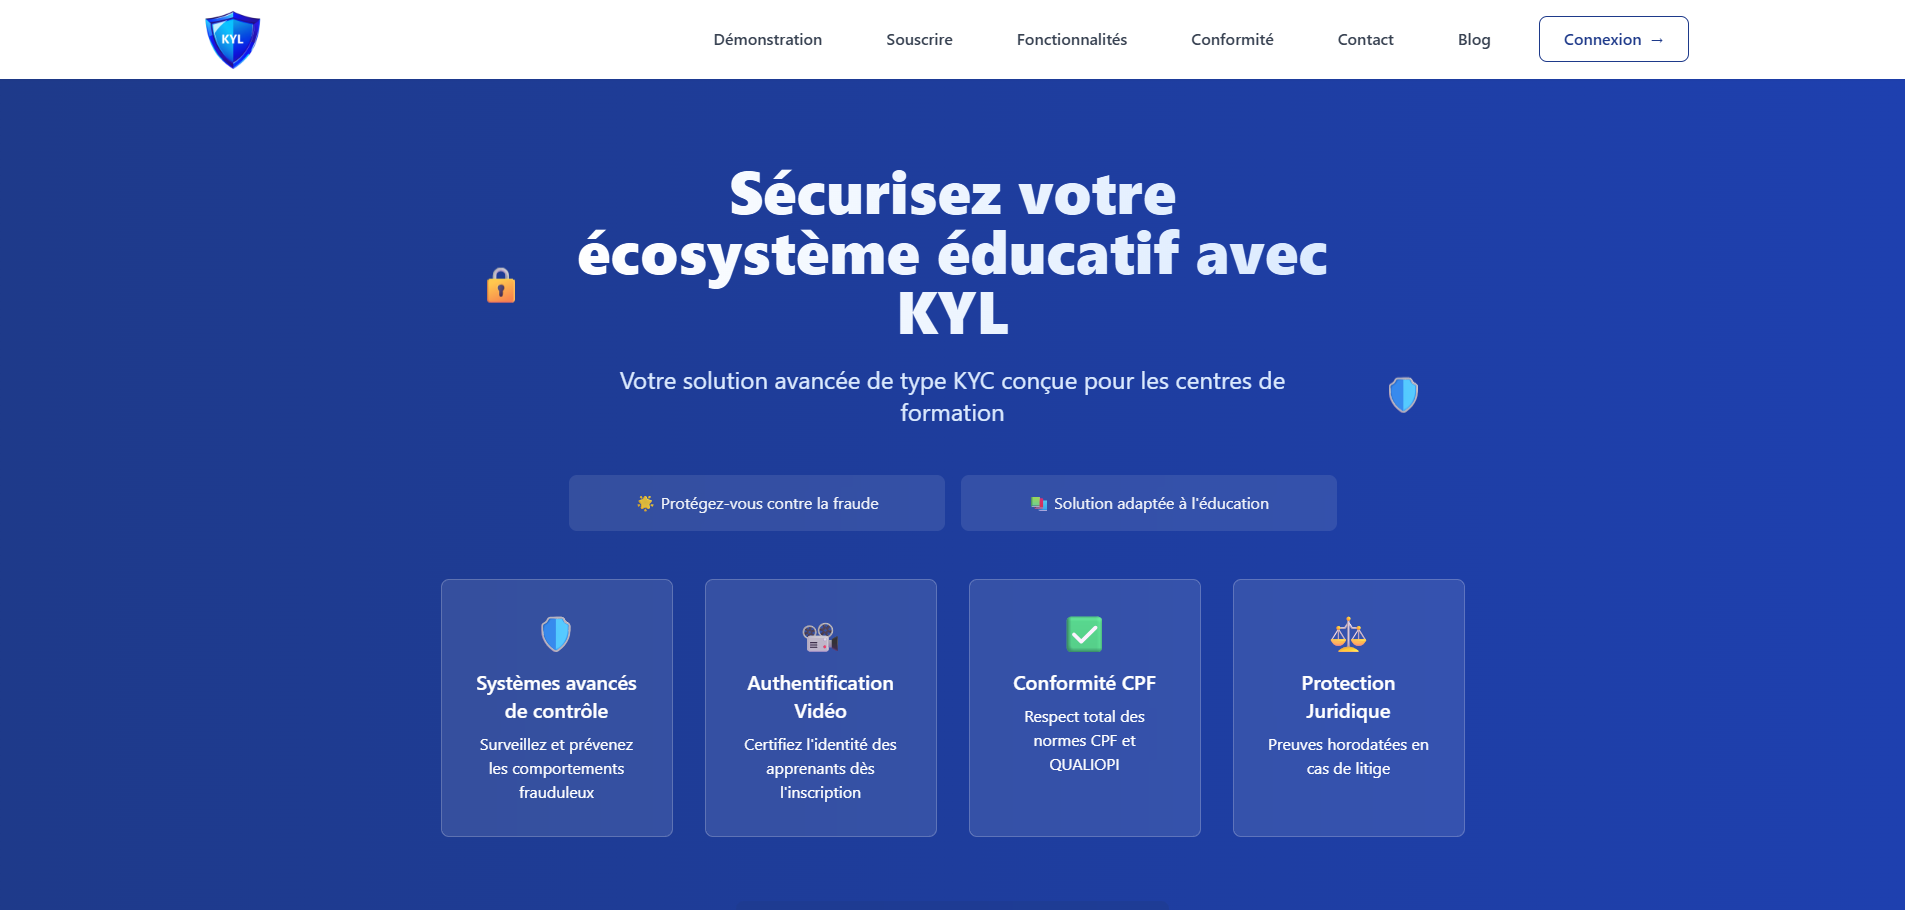 KYL
Démonstration
Souscrire
Fonctionnalités
Conformité
Contact
Blog
Connexion →
Sécurisez votre
écosystème éducatif avec
KYL
Votre solution avancée de type KYC conçue pour les centres de
formation
Protégez-vous contre la fraude
Solution adaptée à l'éducation
Systèmes avancés
de contrôle
Surveillez et prévenez
les comportements
frauduleux
Authentification
Vidéo
Certifiez l'identité des
apprenants dès
l'inscription
Conformité CPF
Respect total des
normes CPF et
QUALIOPI
Protection
Juridique
Preuves horodatées en
cas de litige